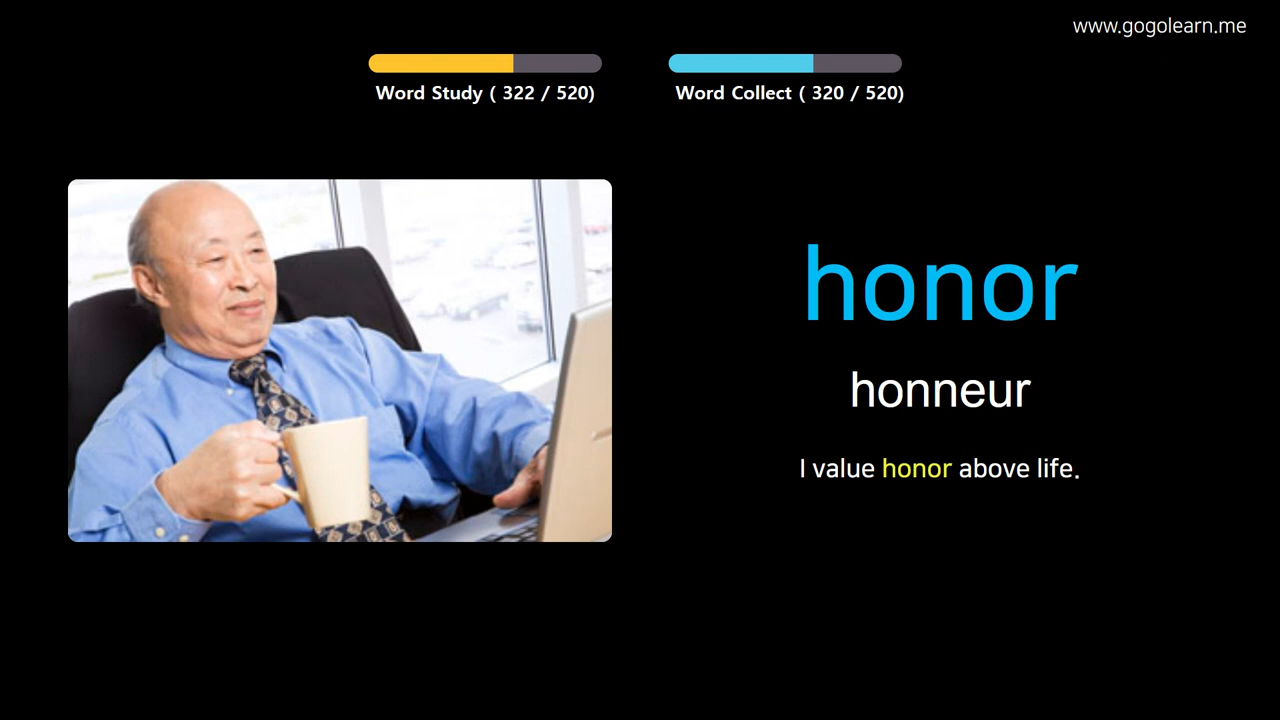 www.gogolearn.me
Word Study ( 322 / 520)
Word Collect ( 320 / 520)
honor
honneur
I value honor above life.